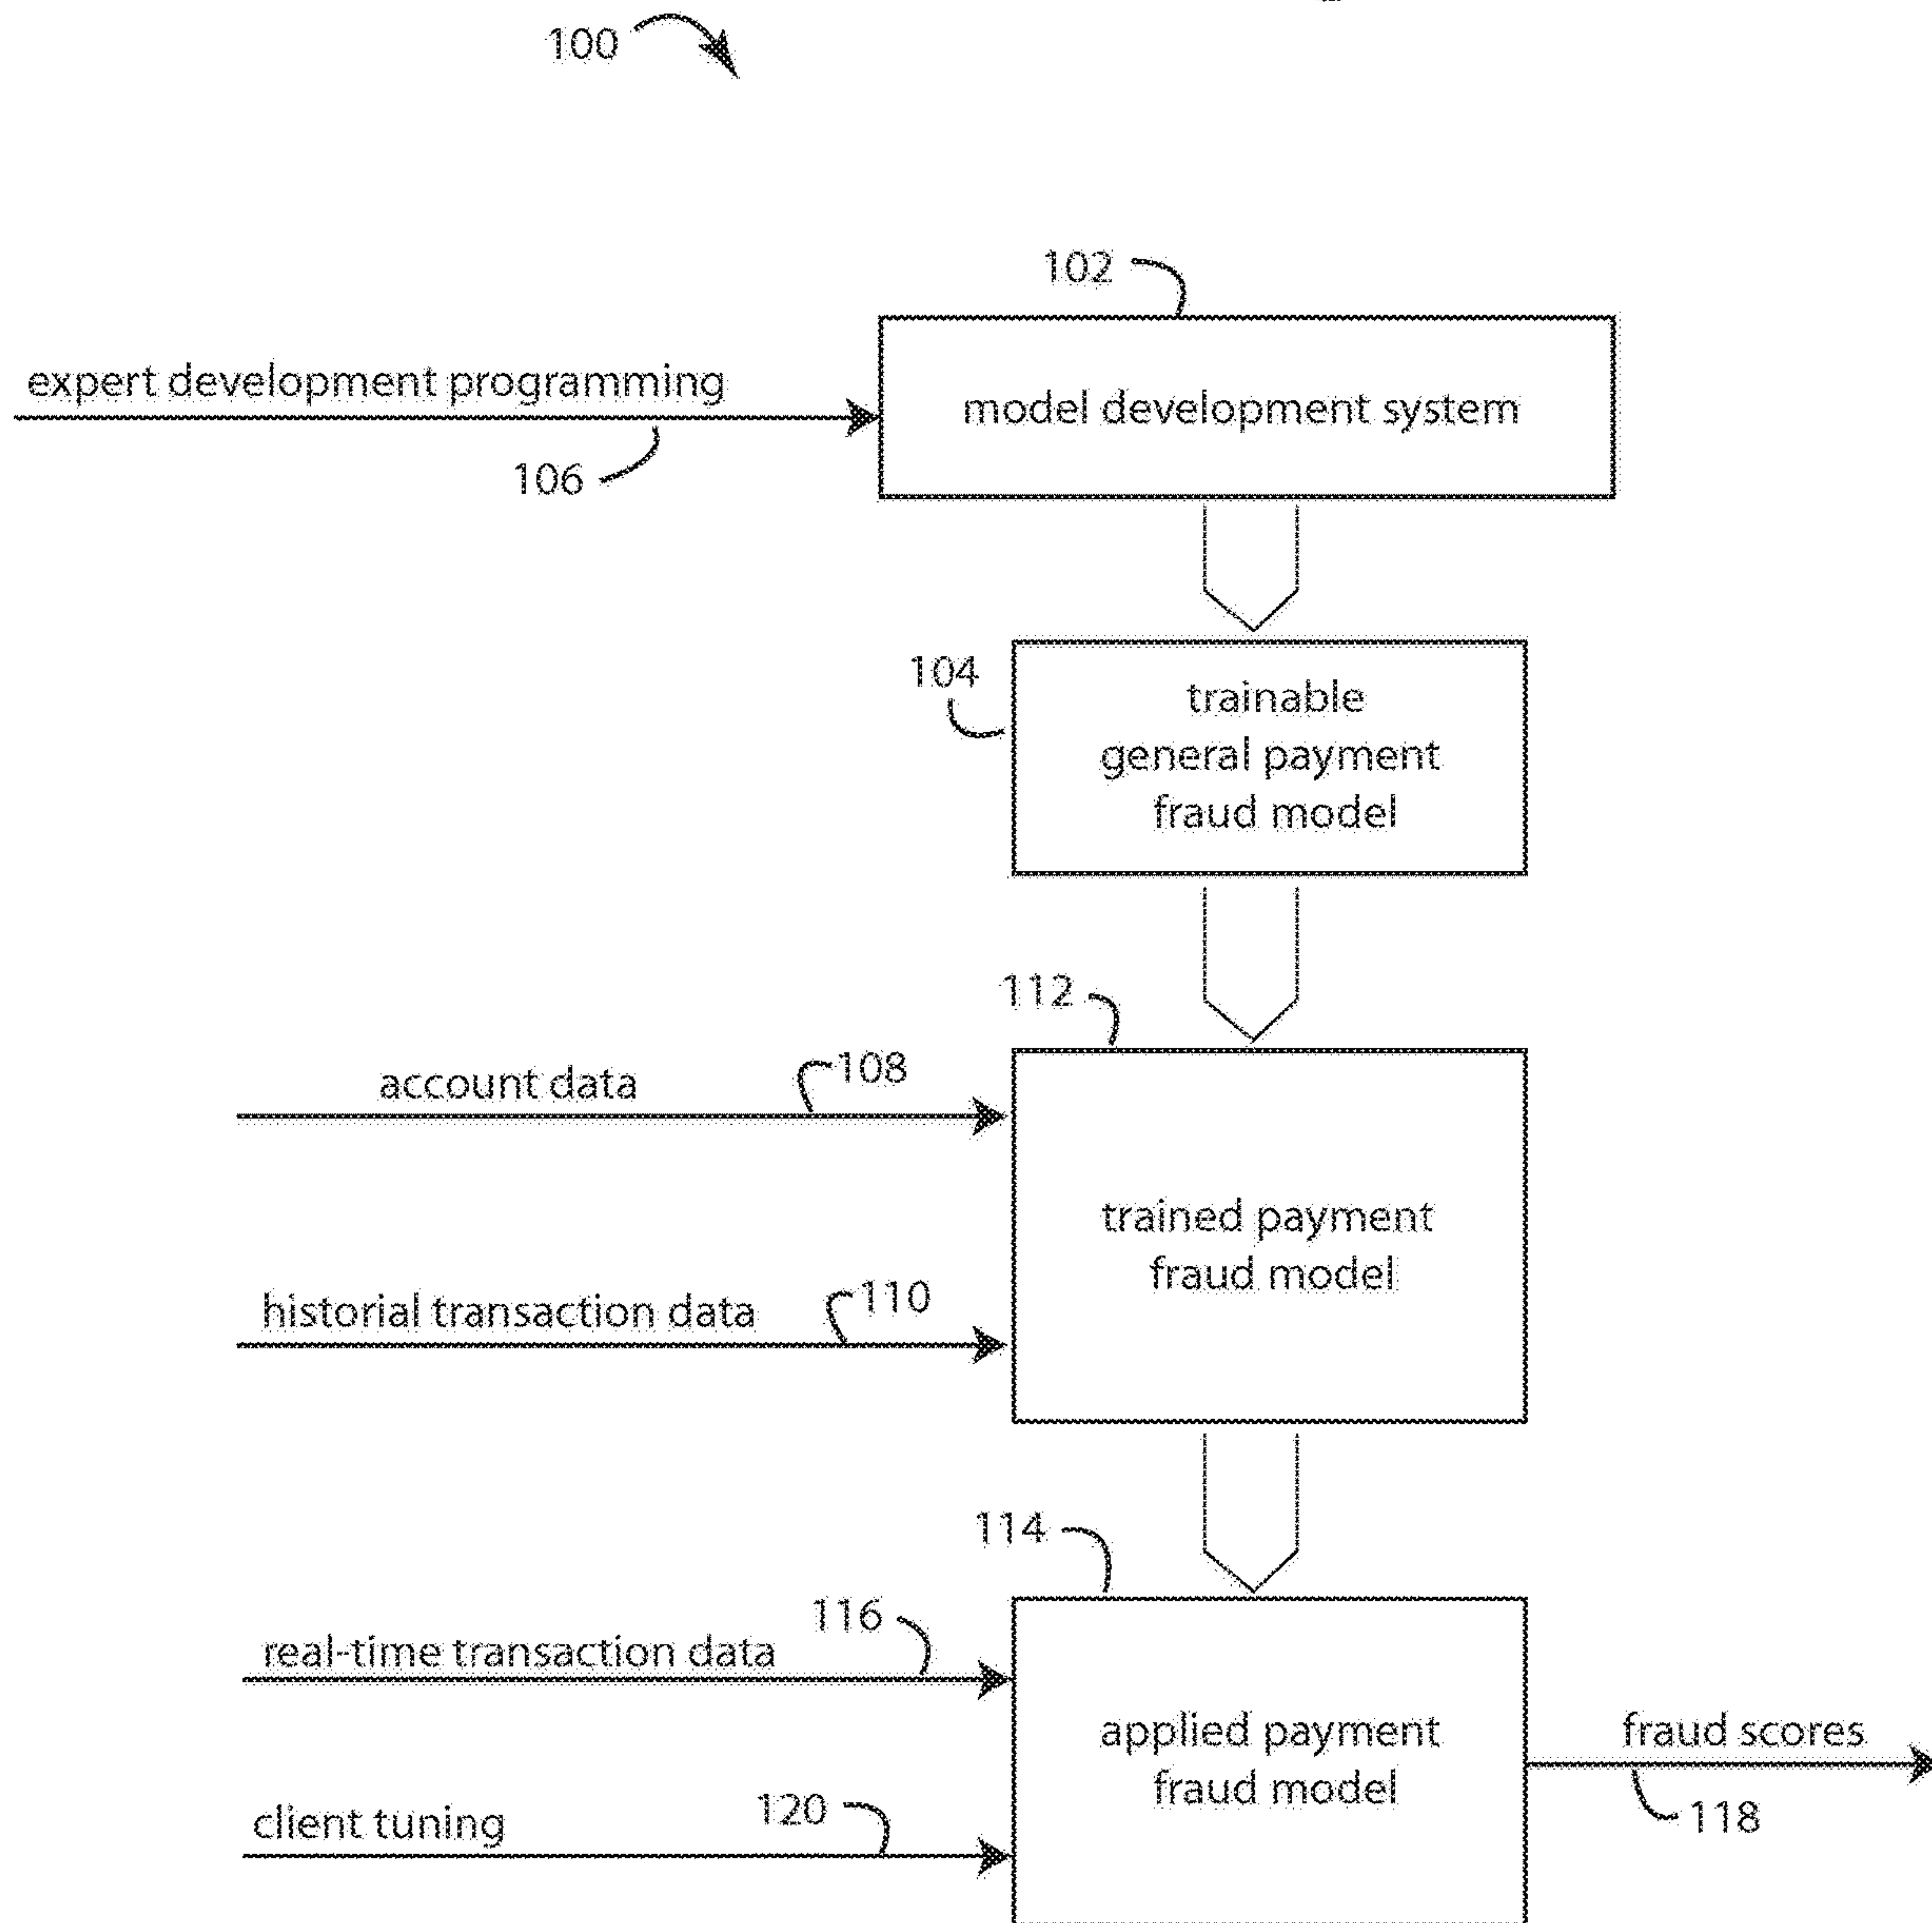 100
102
expert development programming
model development system
106
104
trainable
general payment
fraud model
112
account data
108
trained payment
fraud model
historial transaction data
110
114
116
real-time transaction data
applied payment
fraud model
fraud scores
118
client tuning
120